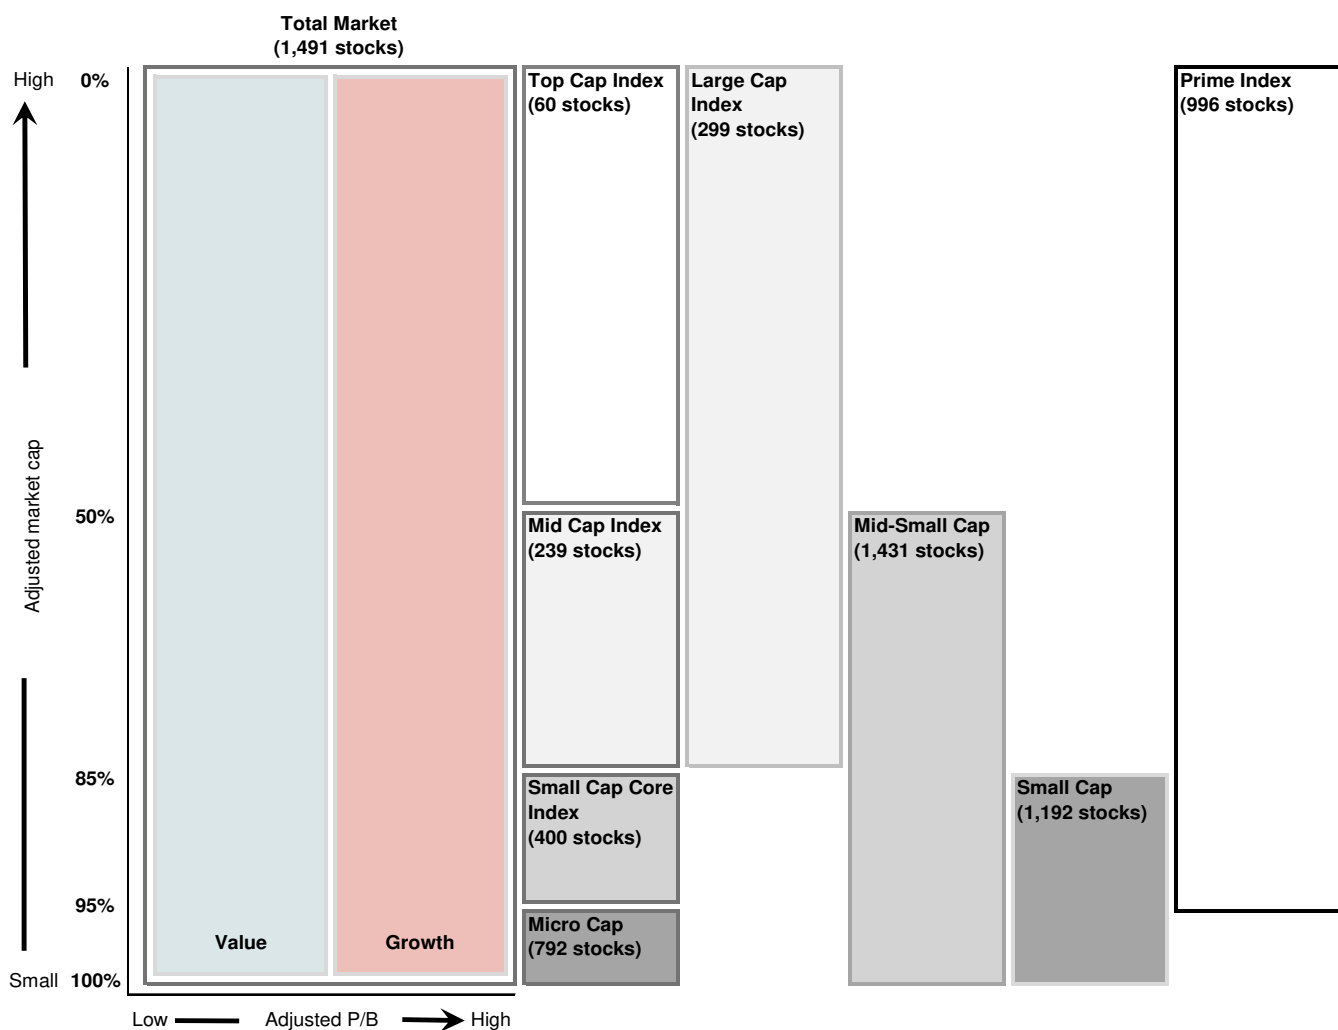 Total Market
(1,491 stocks)
High
0%
Top Cap Index
(60 stocks)
Large Cap
Index
(299 stocks)
Prime Index
(996 stocks)
Adjusted market cap
50%
Mid Cap Index
(239 stocks)
Mid-Small Cap
(1,431 stocks)
85%
Small Cap Core
Index
(400 stocks)
Small Cap
(1,192 stocks)
95%
Micro Cap
(792 stocks)
Value
Growth
Small
100%
Low
Adjusted P/B
High